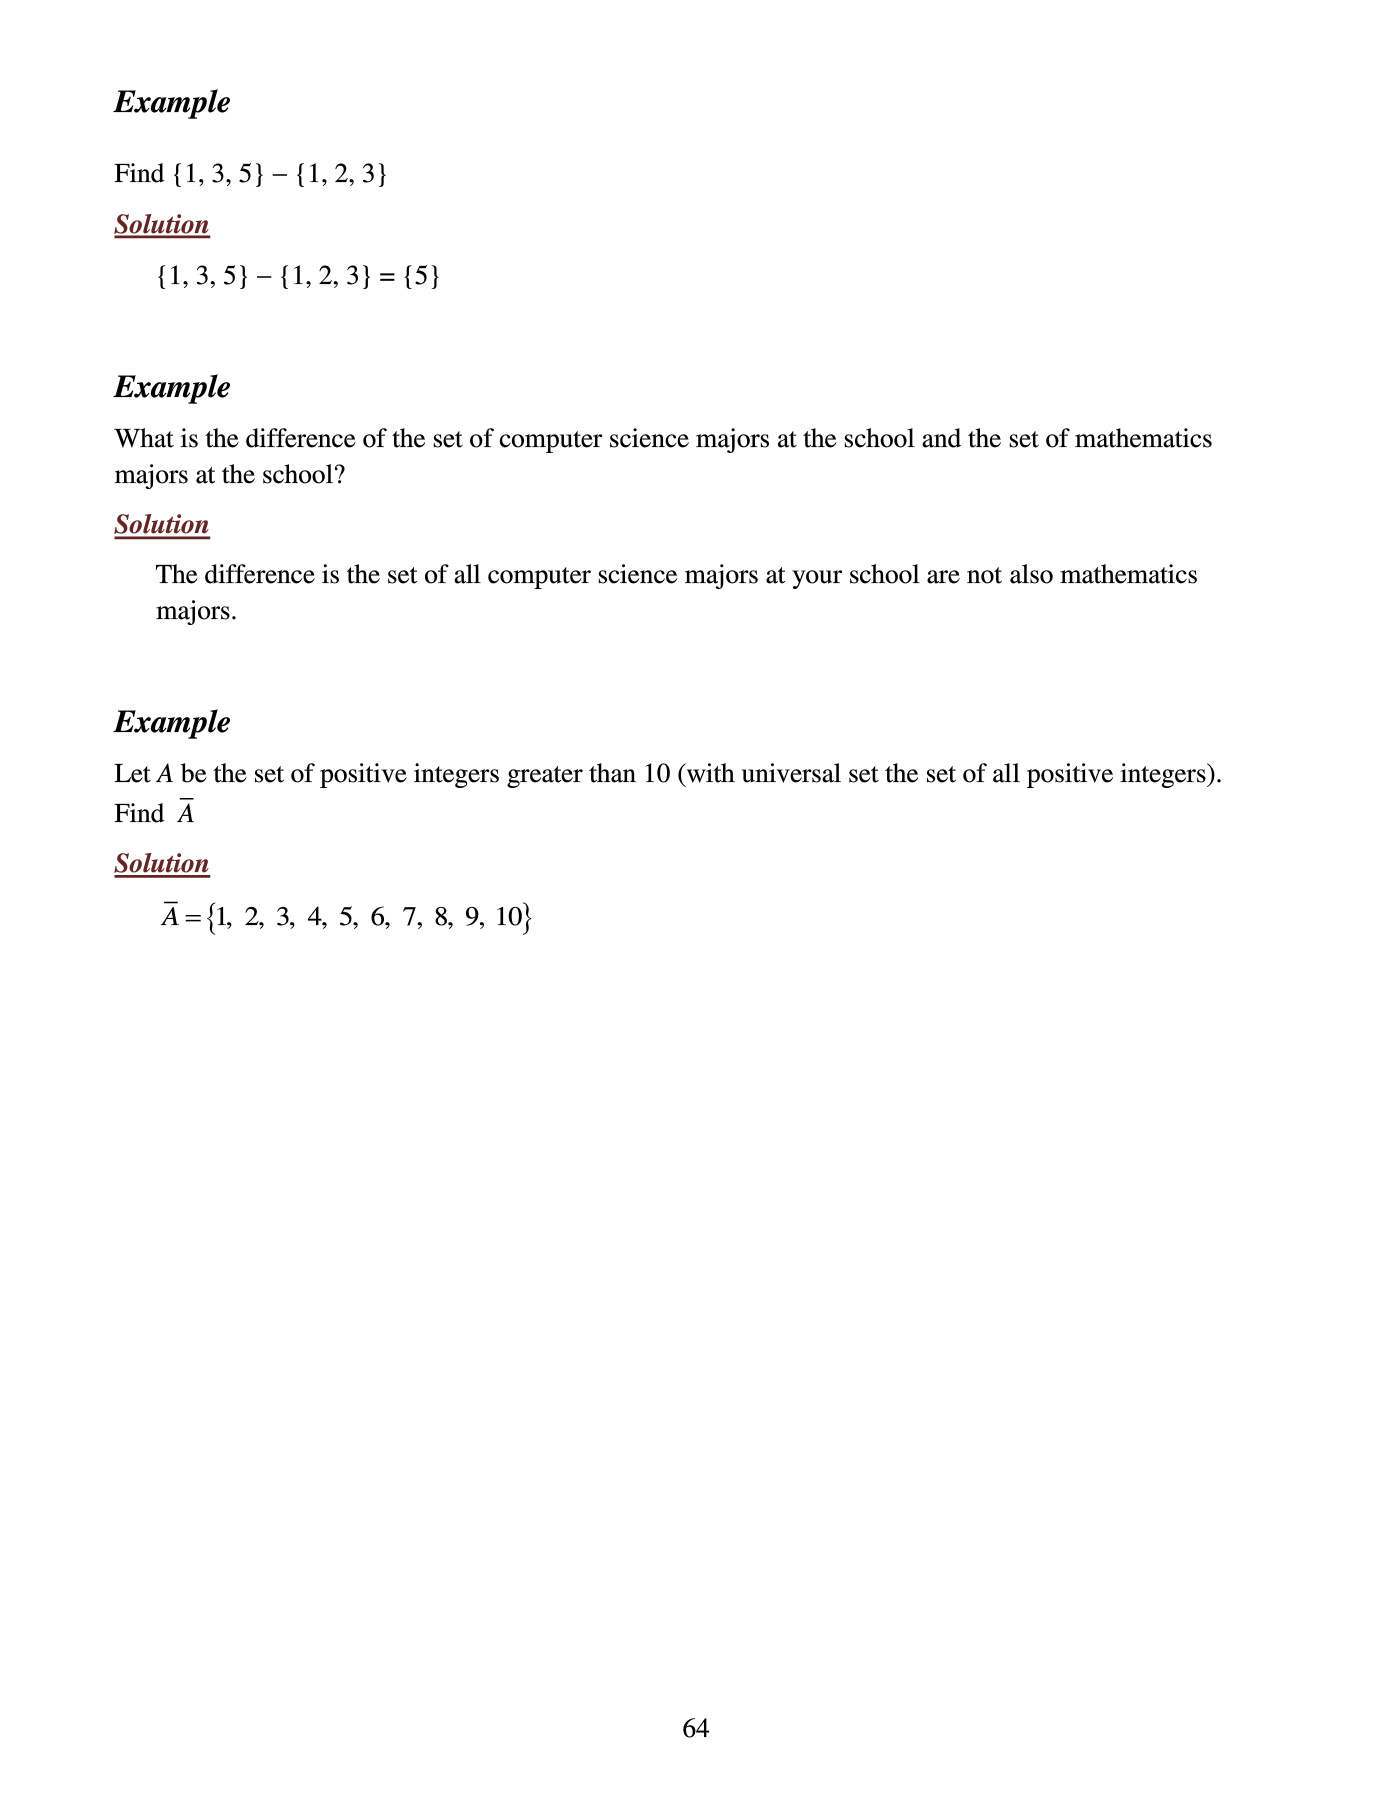 Example
Find {1, 3, 5} – {1, 2, 3}
Solution
{1, 3, 5} – {1, 2, 3} = {5}
Example
What is the difference of the set of computer science majors at the school and the set of mathematics
majors at the school?
Solution
The difference is the set of all computer science majors at your school are not also mathematics
majors.
Example
Let A be the set of positive integers greater than 10 (with universal set the set of all positive integers).
Find A̅
Solution
A̅ = {1, 2, 3, 4, 5, 6, 7, 8, 9, 10}
64